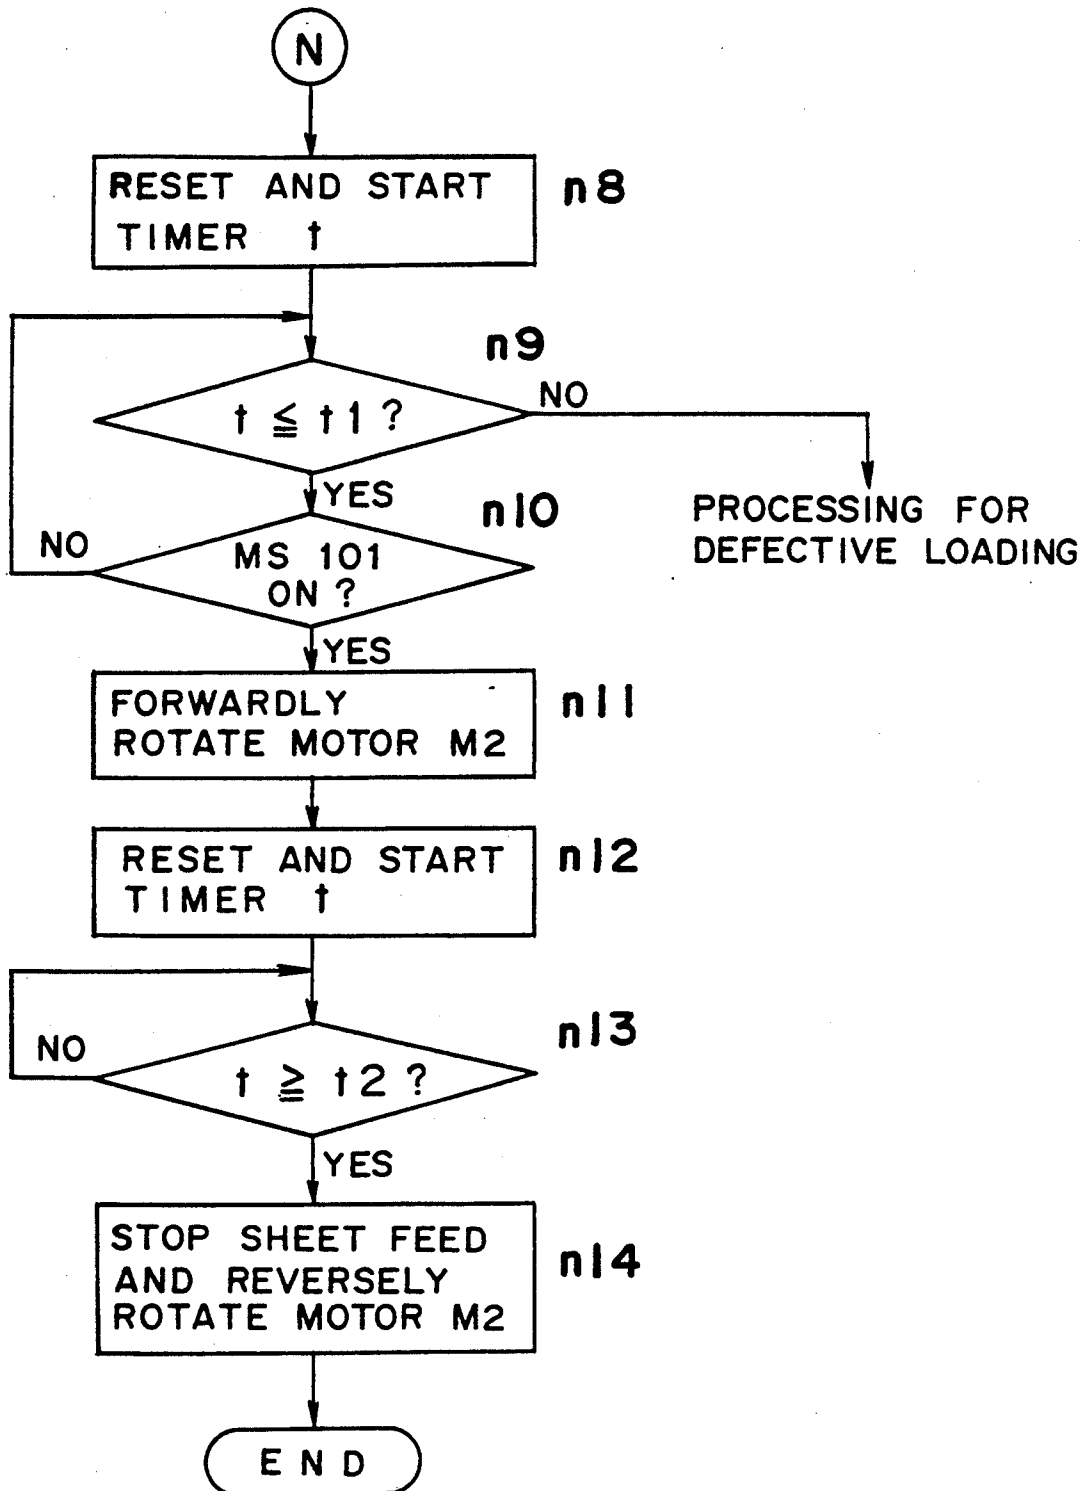 N
RESET AND START
TIMER t
n8
n9
t ≦ t1 ?
NO
YES
PROCESSING FOR
DEFECTIVE LOADING
n10
NO
MS 101
ON ?
YES
FORWARDLY
ROTATE MOTOR M2
n11
RESET AND START
TIMER t
n12
n13
NO
t ≧ t2 ?
YES
STOP SHEET FEED
AND REVERSELY
ROTATE MOTOR M2
n14
END